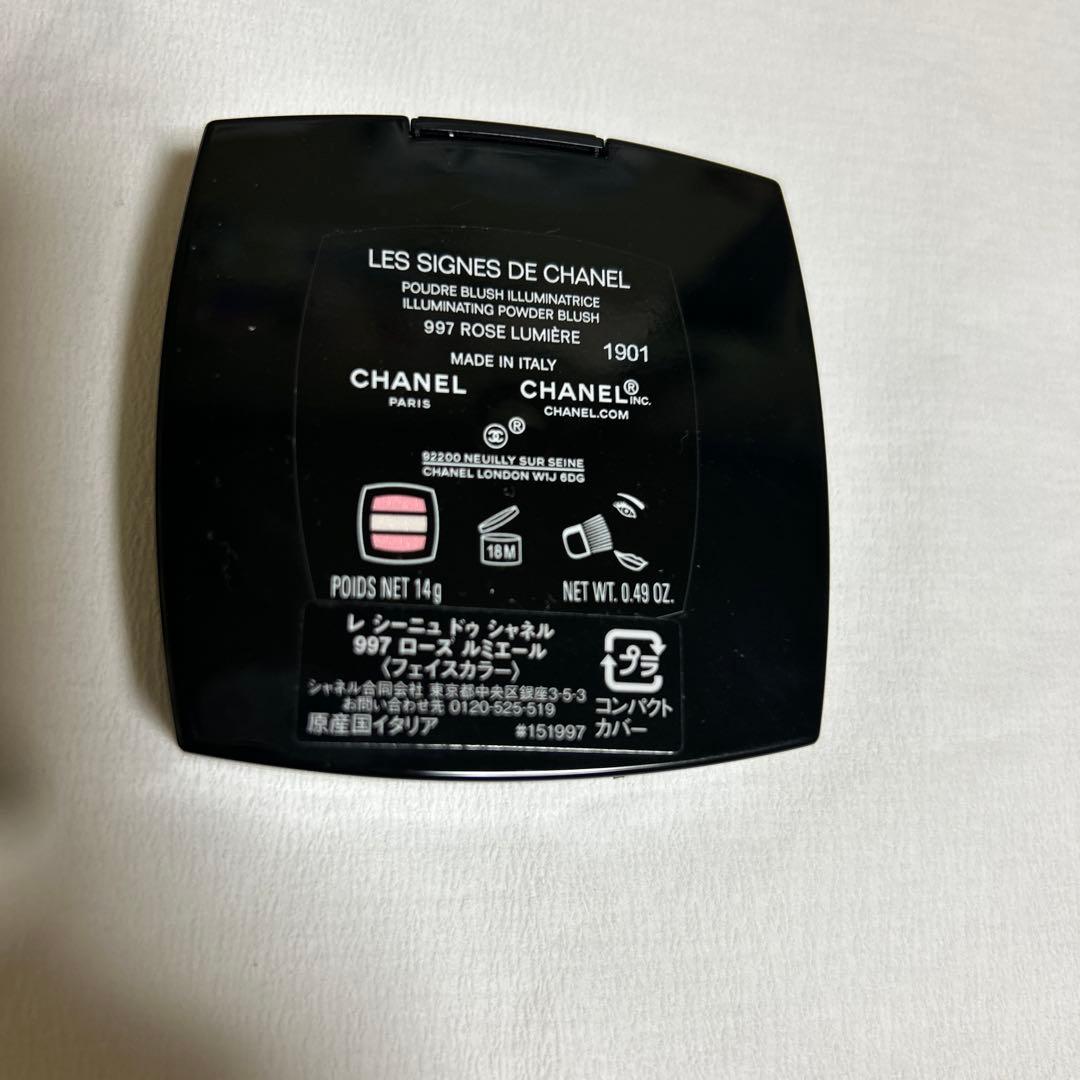 LES SIGNES DE CHANEL
POUDRE BLUSH ILLUMINATRICE
ILLUMINATING POWDER BLUSH
997 ROSE LUMIÈRE
1901
MADE IN ITALY
CHANEL
PARIS
CHANEL® INC.
CHANEL.COM
®
92200 NEUILLY SUR SEINE
CHANEL LONDON W1J 6DG
18M
POIDS NET 14g
NET WT. 0.49 OZ.
レ シーニュ ドゥ シャネル
997 ローズ ルミエール
〈フェイスカラー〉
シャネル合同会社 東京都中央区銀座3-5-3
お問い合わせ先 0120-525-519
原産国イタリア
#151997
プラ
コンパクト
カバー